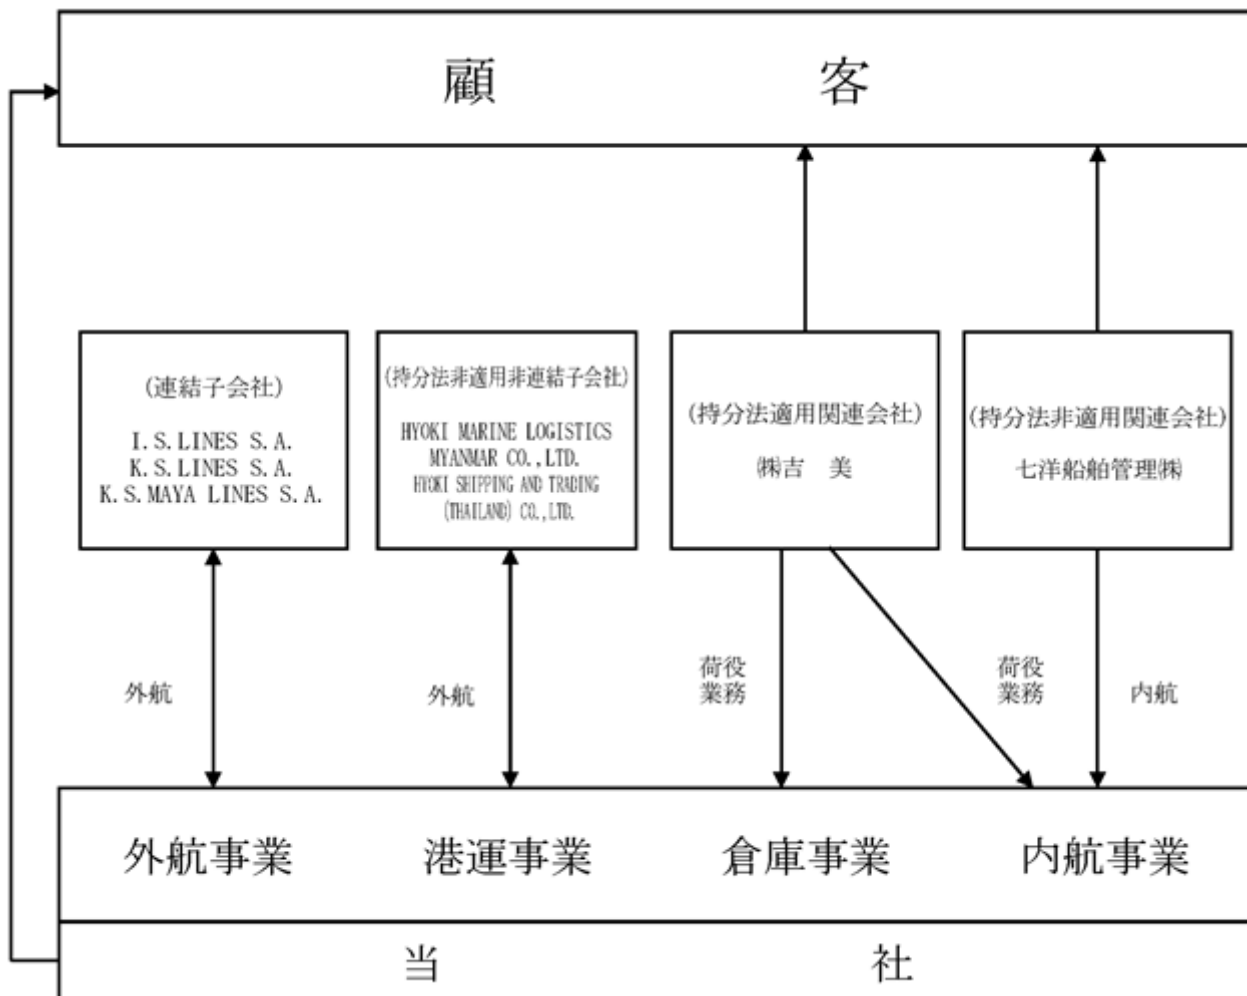 顧客
(連結子会社)
I.S.LINES S.A.
K.S.LINES S.A.
K.S.MAYA LINES S.A.
(持分法非適用非連結子会社)
HYOKI MARINE LOGISTICS
MYANMAR CO.,LTD.
HYOKI SHIPPING AND TRADING
(THAILAND) CO.,LTD.
(持分法適用関連会社)
㈱吉 美
(持分法非適用関連会社)
七洋船舶管理㈱
外航
外航
荷役
業務
荷役
業務
内航
外航事業 港運事業 倉庫事業 内航事業
当社